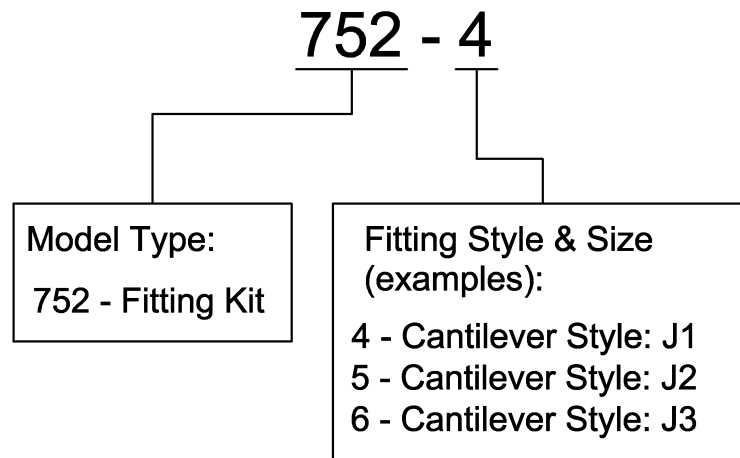 752 - 4
Model Type:
752 - Fitting Kit
Fitting Style & Size
(examples):
4 - Cantilever Style: J1
5 - Cantilever Style: J2
6 - Cantilever Style: J3